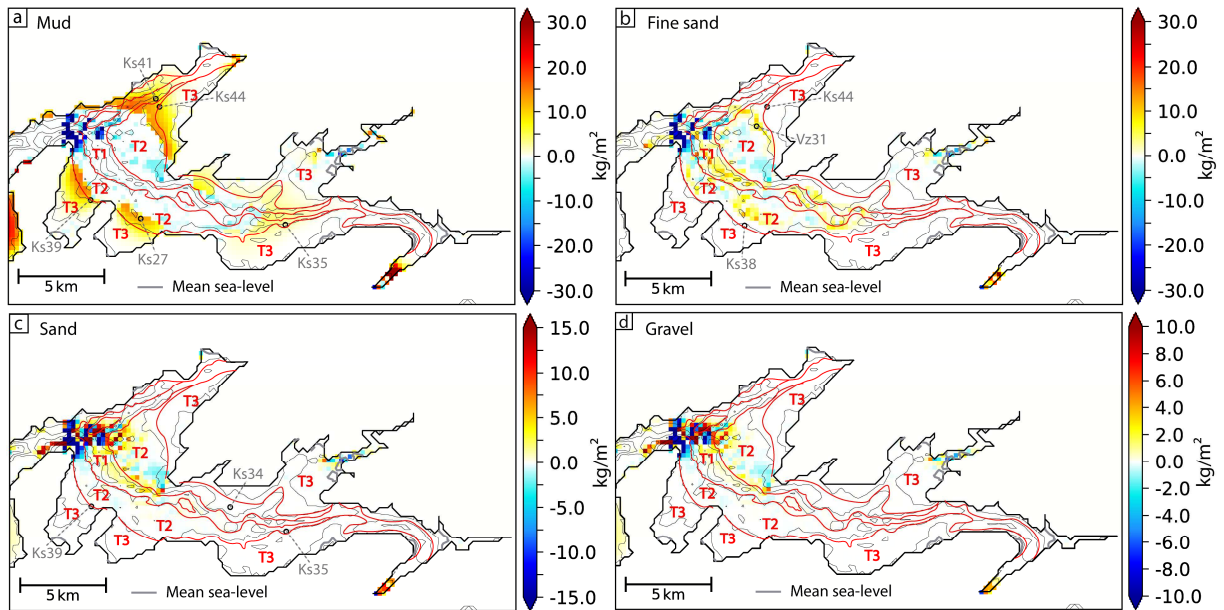 a Mud
Ks41
Ks44
T3
T2
T1
T2
T3
T3
T2
T3
T3
Ks39
Ks27
Ks35
5 km
Mean sea-level
30.0
20.0
10.0
0.0
-10.0
-20.0
-30.0
kg/m²
b Fine sand
T3
Ks44
Vz31
T2
T1
T3
T2
T3
T2
T3
T3
Ks38
5 km
Mean sea-level
30.0
20.0
10.0
0.0
-10.0
-20.0
-30.0
kg/m²
c Sand
T3
T2
T1
Ks34
T3
T2
T3
T2
T3
T3
Ks39
Ks35
5 km
Mean sea-level
15.0
10.0
5.0
0.0
-5.0
-10.0
-15.0
kg/m²
d Gravel
T3
T2
T1
T3
T2
T3
T2
T3
T3
5 km
Mean sea-level
10.0
8.0
6.0
4.0
2.0
0.0
-2.0
-4.0
-6.0
-8.0
-10.0
kg/m²